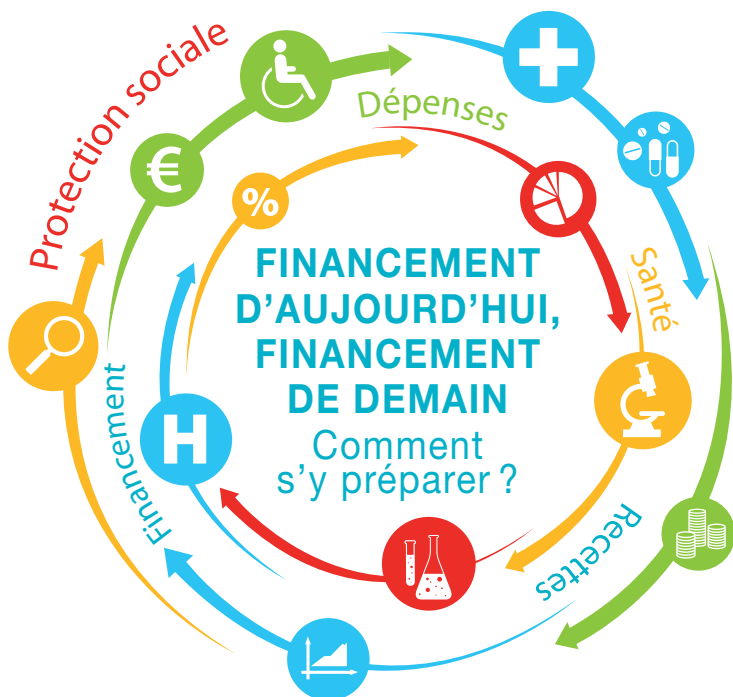 Protection sociale
Dépenses
€
%
FINANCEMENT
D’AUJOURD’HUI,
FINANCEMENT
DE DEMAIN
Comment
s’y préparer ?
Santé
Financement
H
Recettes